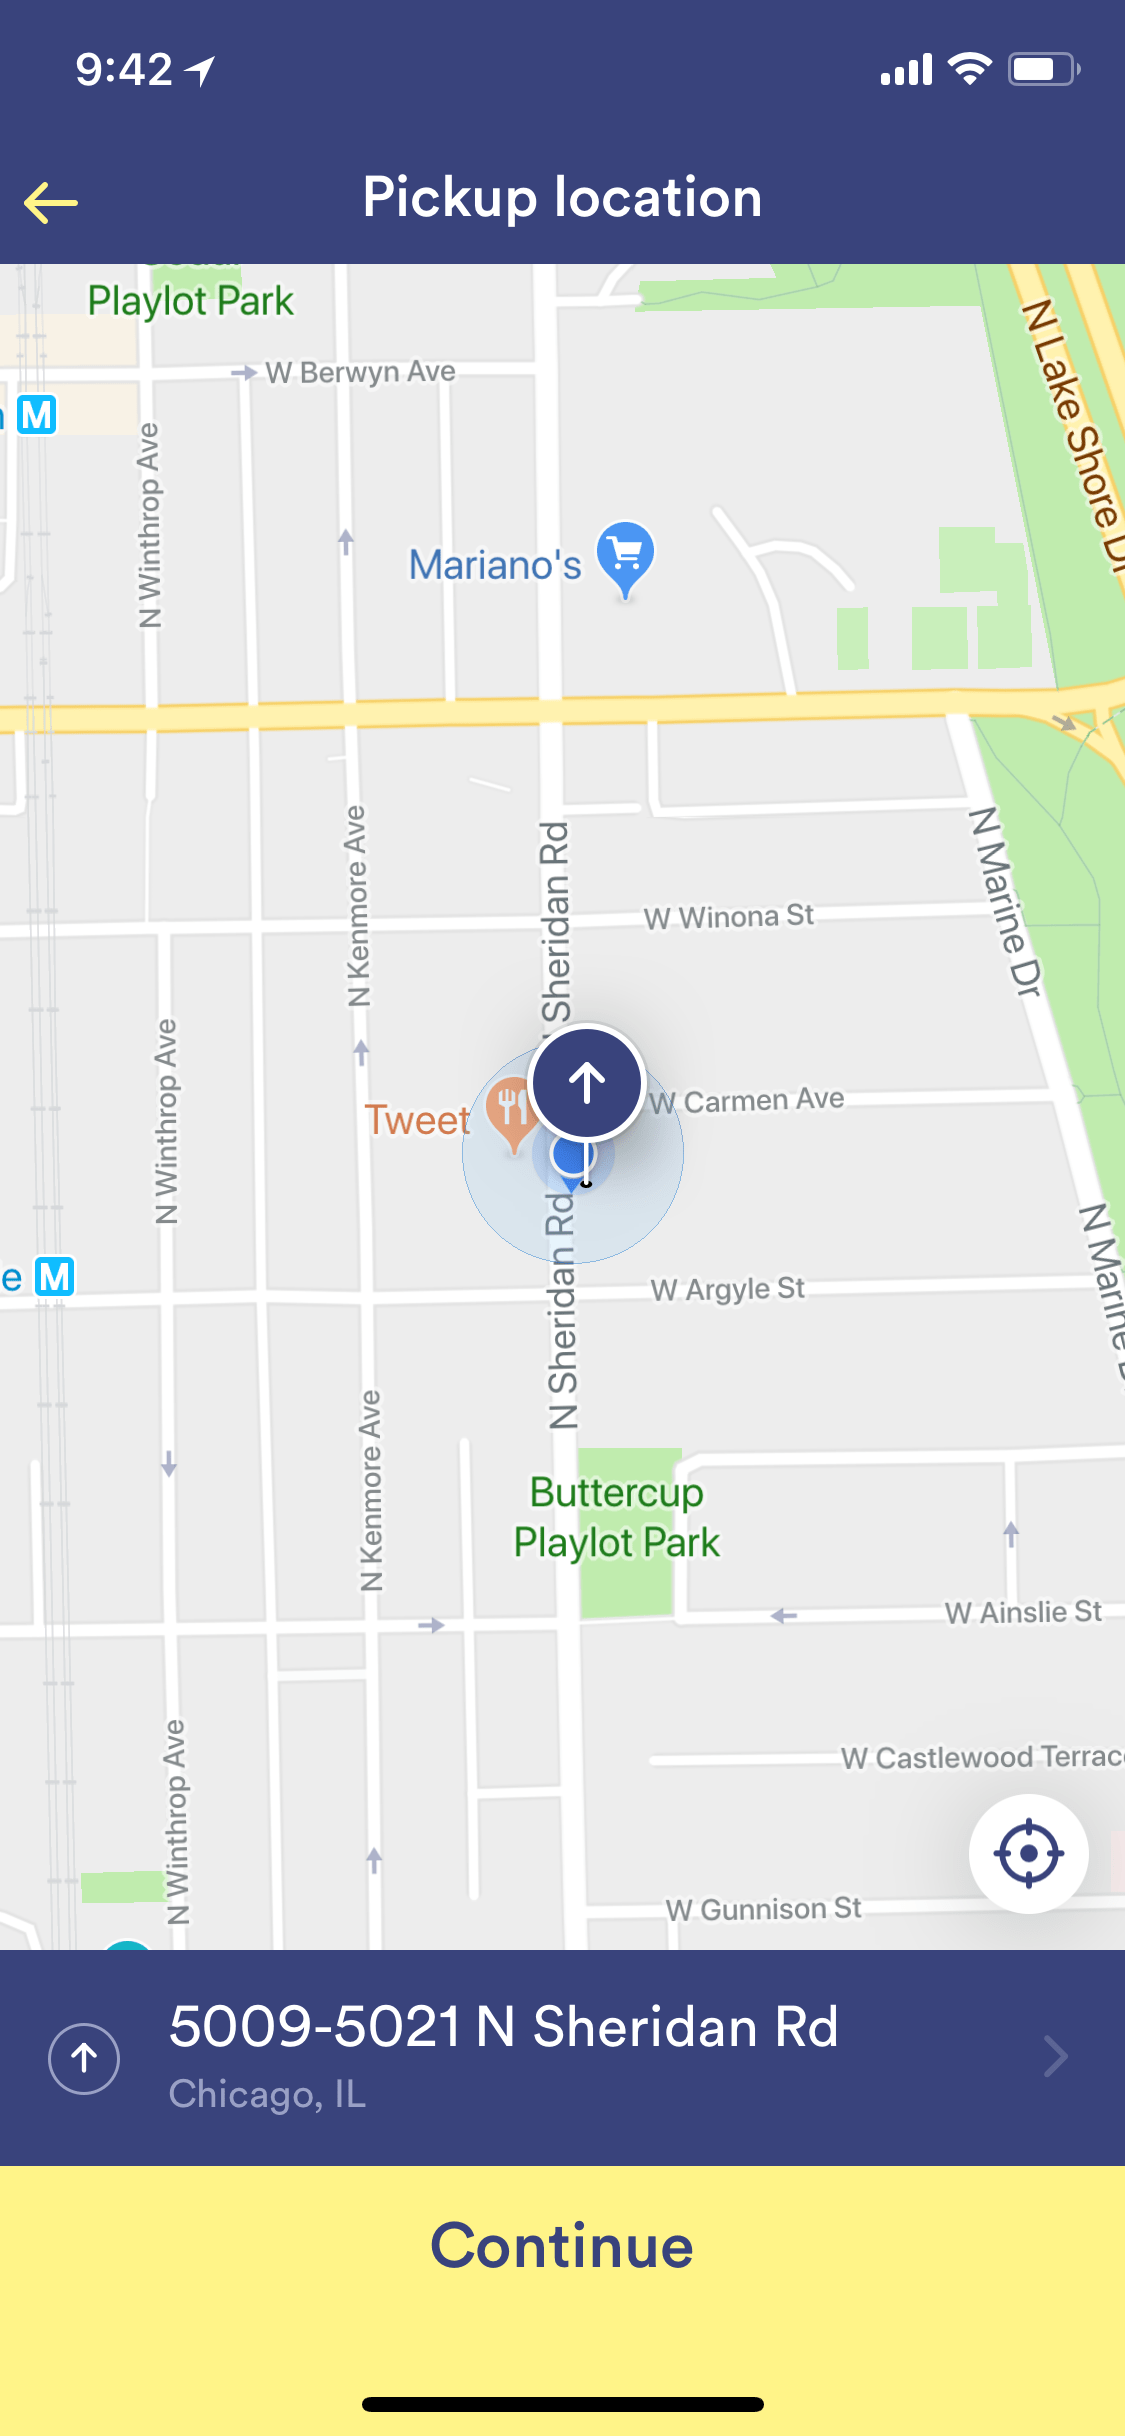 9:42
Pickup location
Playlot Park
W Berwyn Ave
N Lake Shore Dr
M
N Winthrop Ave
Mariano's
N Kenmore Ave
N Sheridan Rd
N Marine Dr
W Winona St
Sheridan Rd
N Winthrop Ave
Tweet
W Carmen Ave
N Marine
e M
W Argyle St
N Kenmore Ave
Buttercup
Playlot Park
W Ainslie St
N Winthrop Ave
W Castlewood Terrac
W Gunnison St
5009-5021 N Sheridan Rd
Chicago, IL
Continue